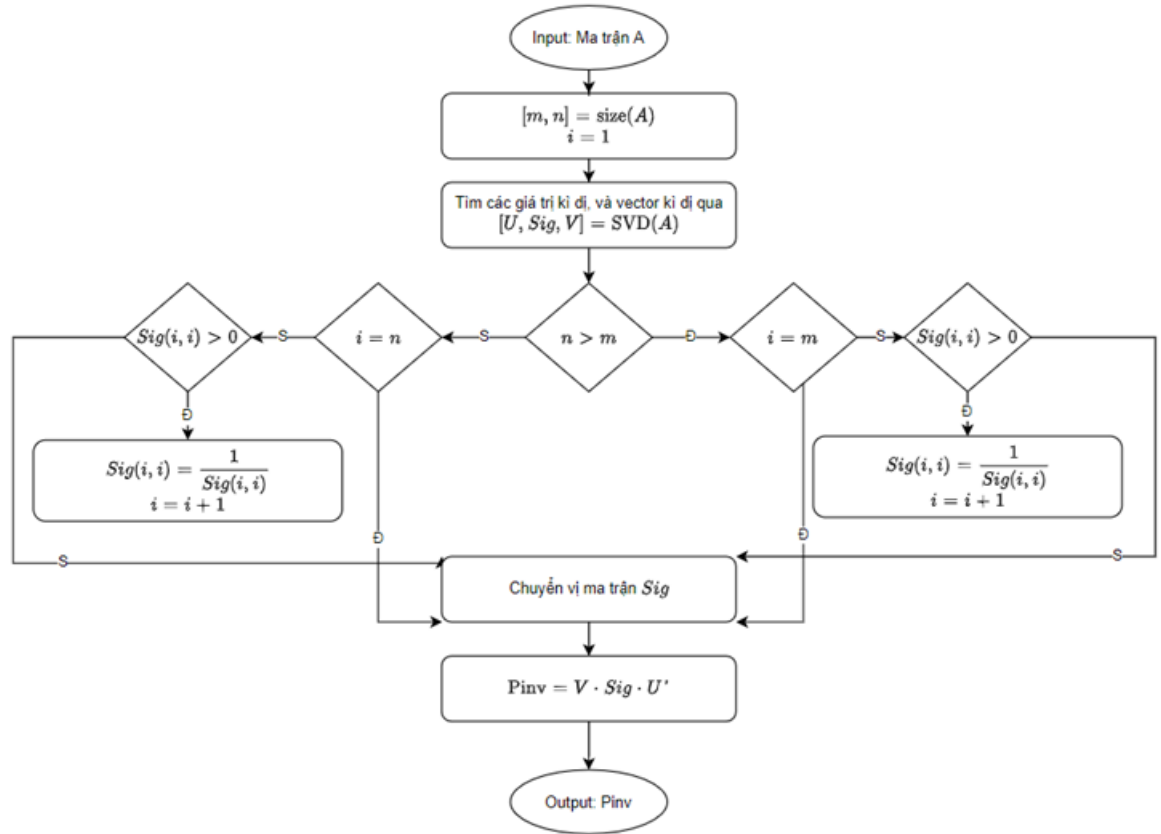 Input: Ma trận A
[m, n] = size(A)
i = 1
Tìm các giá trị kì dị, và vector kì dị qua
[U, Sig, V] = SVD(A)
Sig(i, i) > 0
S
i = n
S
n > m
Đ
i = m
S
Sig(i, i) > 0
Đ
Đ
Sig(i, i) = 1/Sig(i, i)
i = i + 1
Sig(i, i) = 1/Sig(i, i)
i = i + 1
Đ
Đ
S
S
Chuyển vị ma trận Sig
Pinv = V · Sig · U'
Output: Pinv